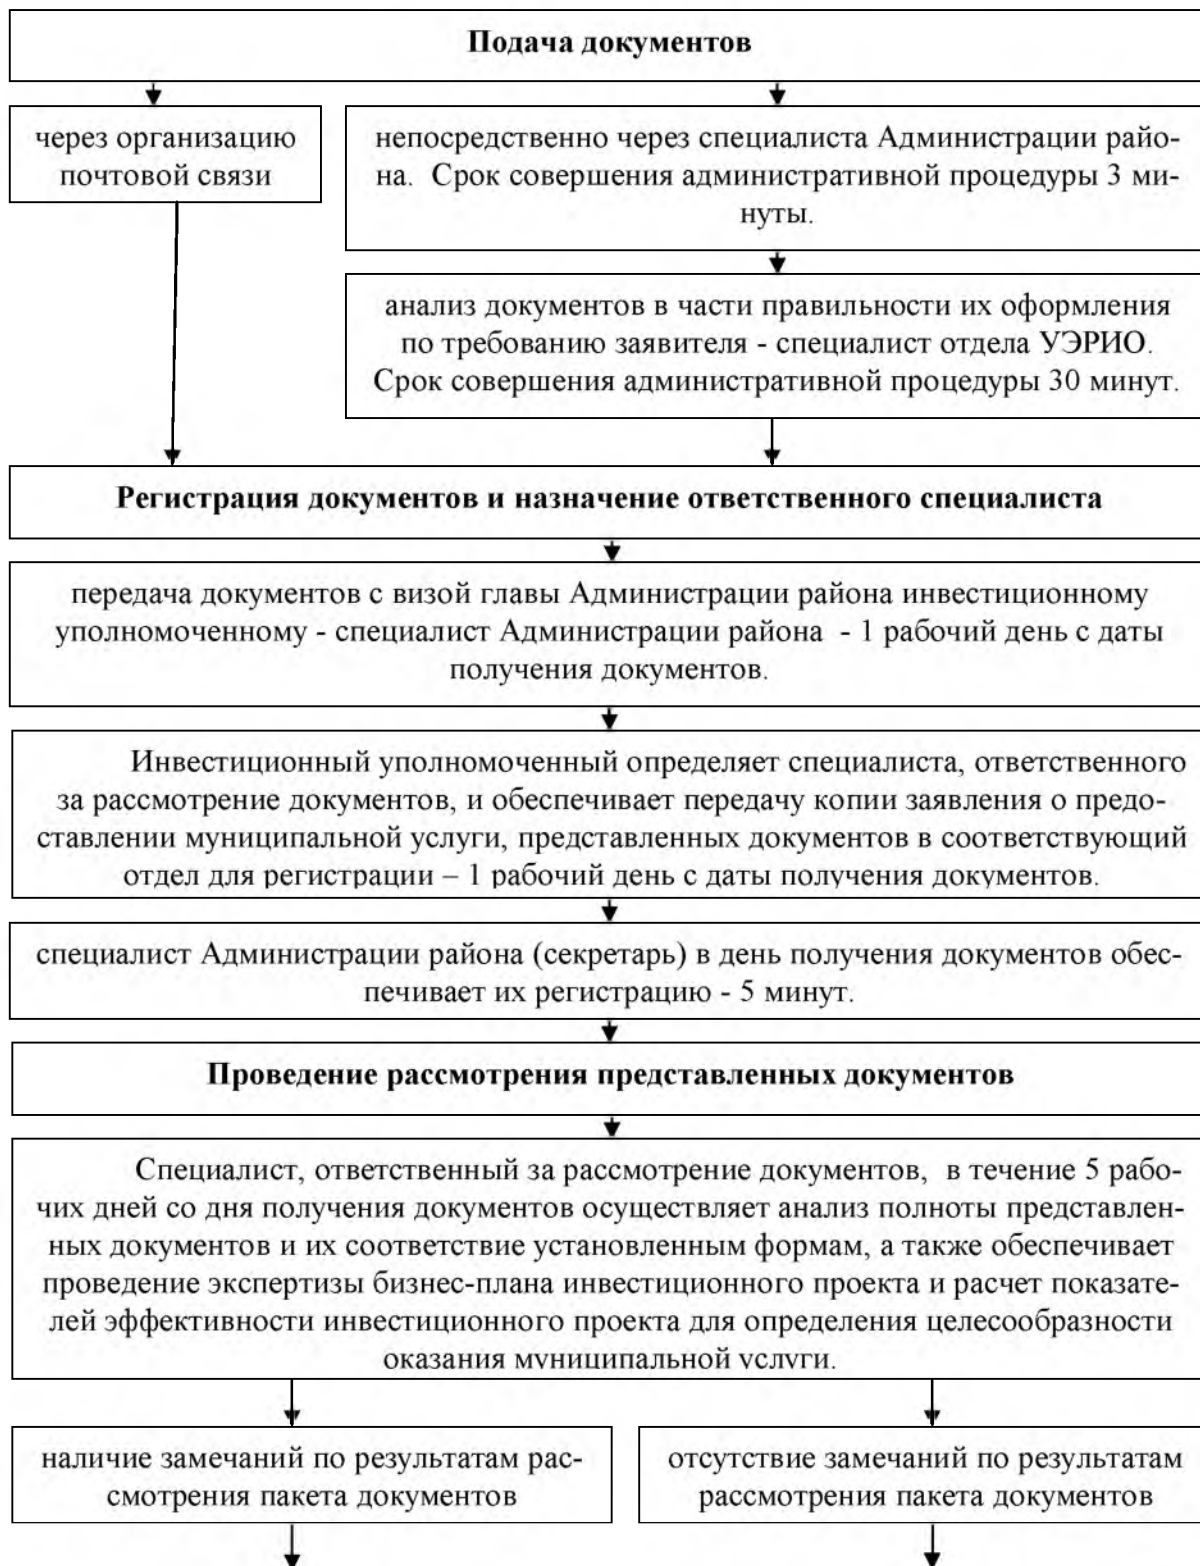 Подача документов
через организацию
почтовой связи
непосредственно через специалиста Администрации райо-
на. Срок совершения административной процедуры 3 ми-
нуты.
анализ документов в части правильности их оформления
по требованию заявителя - специалист отдела УЭРИО.
Срок совершения административной процедуры 30 минут.
Регистрация документов и назначение ответственного специалиста
передача документов с визой главы Администрации района инвестиционному
уполномоченному - специалист Администрации района - 1 рабочий день с даты
получения документов.
Инвестиционный уполномоченный определяет специалиста, ответственного
за рассмотрение документов, и обеспечивает передачу копии заявления о предо-
ставлении муниципальной услуги, представленных документов в соответствующий
отдел для регистрации – 1 рабочий день с даты получения документов.
специалист Администрации района (секретарь) в день получения документов обес-
печивает их регистрацию - 5 минут.
Проведение рассмотрения представленных документов
Специалист, ответственный за рассмотрение документов, в течение 5 рабо-
чих дней со дня получения документов осуществляет анализ полноты представлен-
ных документов и их соответствие установленным формам, а также обеспечивает
проведение экспертизы бизнес-плана инвестиционного проекта и расчет показате-
лей эффективности инвестиционного проекта для определения целесообразности
оказания муниципальной услуги.
наличие замечаний по результатам рас-
смотрения пакета документов
отсутствие замечаний по результатам
рассмотрения пакета документов